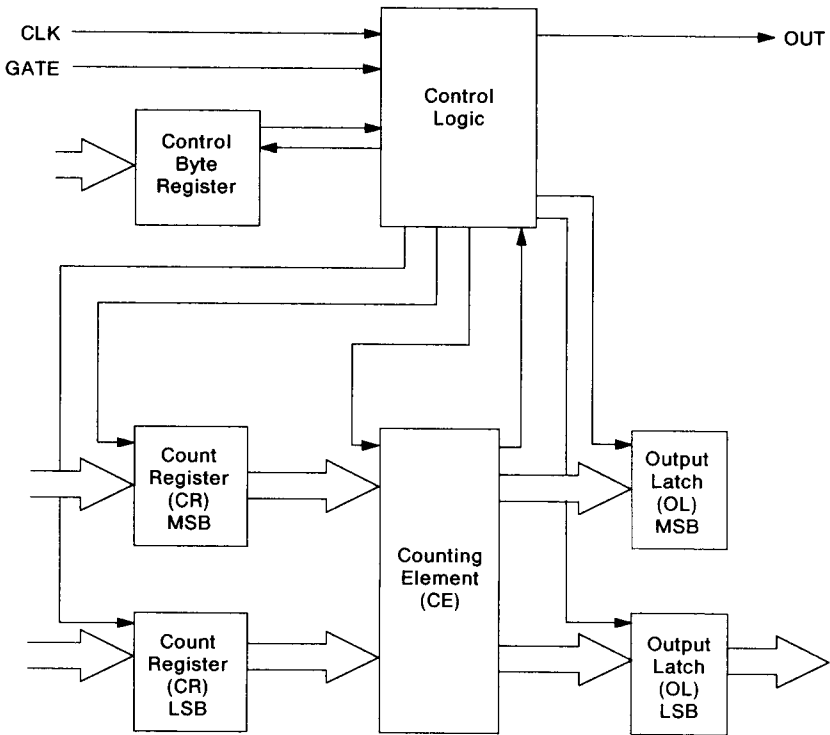 CLK
OUT
GATE
Control
Logic
Control
Byte
Register
Count
Register
(CR)
MSB
Output
Latch
(OL)
MSB
Counting
Element
(CE)
Count
Register
(CR)
LSB
Output
Latch
(OL)
LSB